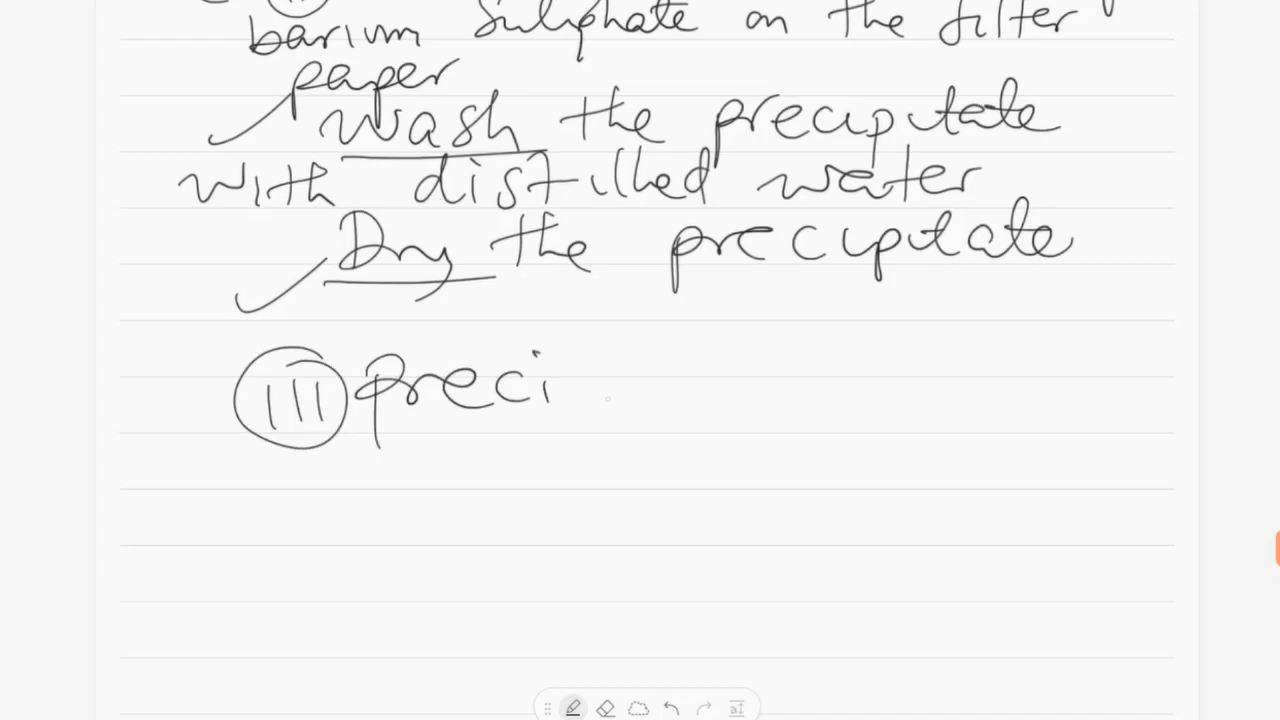 barium Sulphate on the filter
paper
Wash the precipitate
with distilled water
Dry the precipitate
(iii) preci